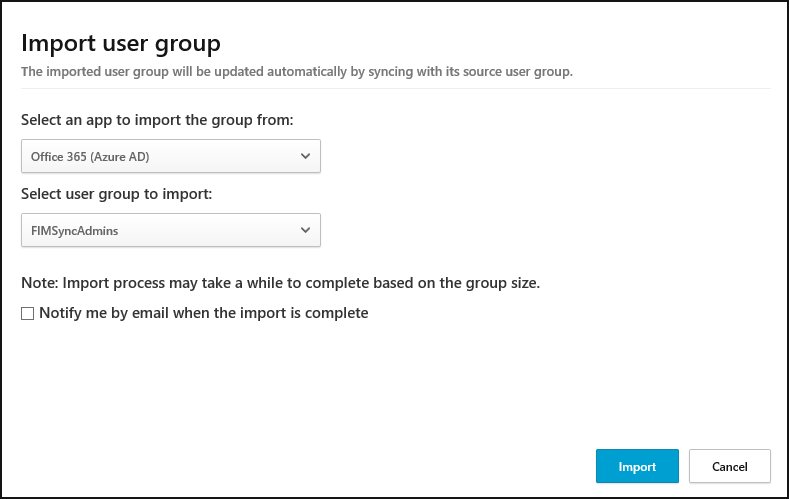 Import user group
The imported user group will be updated automatically by syncing with its source user group.
Select an app to import the group from:
Office 365 (Azure AD)
Select user group to import:
FIMSyncAdmins
Note: Import process may take a while to complete based on the group size.
Notify me by email when the import is complete
Import
Cancel